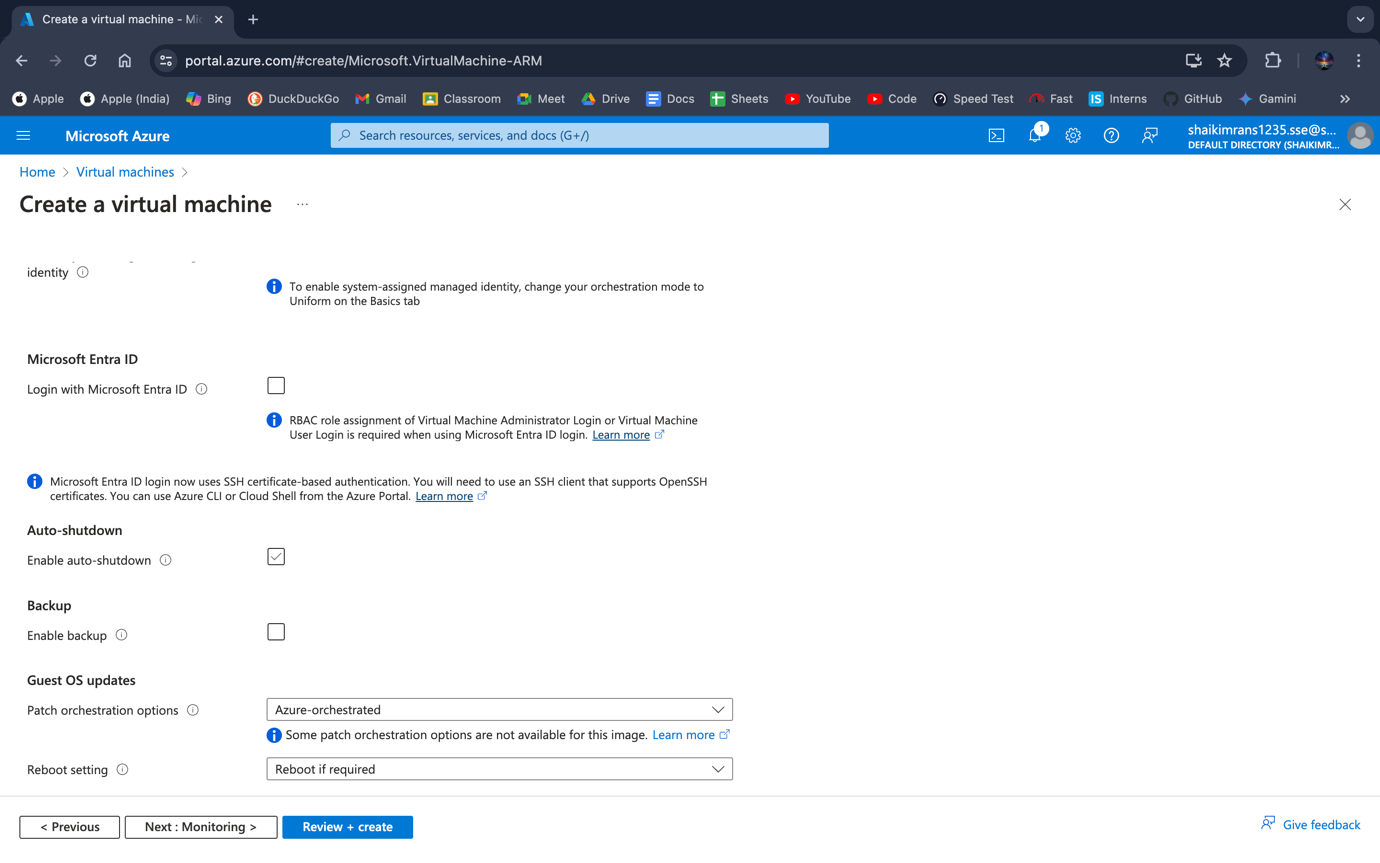 Create a virtual machine - Mic
portal.azure.com/#create/Microsoft.VirtualMachine-ARM
Apple
Apple (India)
Bing
DuckDuckGo
Gmail
Classroom
Meet
Drive
Docs
Sheets
YouTube
Code
Speed Test
Fast
IS
Interns
GitHub
Gamini
Microsoft Azure
Search resources, services, and docs (G+/)
1
shaikimrans1235.sse@s...
DEFAULT DIRECTORY (SHAIKIMR...
Home > Virtual machines >
Create a virtual machine ...
identity
To enable system-assigned managed identity, change your orchestration mode to
Uniform on the Basics tab
Microsoft Entra ID
Login with Microsoft Entra ID
RBAC role assignment of Virtual Machine Administrator Login or Virtual Machine
User Login is required when using Microsoft Entra ID login. Learn more
Microsoft Entra ID login now uses SSH certificate-based authentication. You will need to use an SSH client that supports OpenSSH
certificates. You can use Azure CLI or Cloud Shell from the Azure Portal. Learn more
Auto-shutdown
Enable auto-shutdown
Backup
Enable backup
Guest OS updates
Patch orchestration options
Azure-orchestrated
Some patch orchestration options are not available for this image. Learn more
Reboot setting
Reboot if required
< Previous
Next : Monitoring >
Review + create
Give feedback